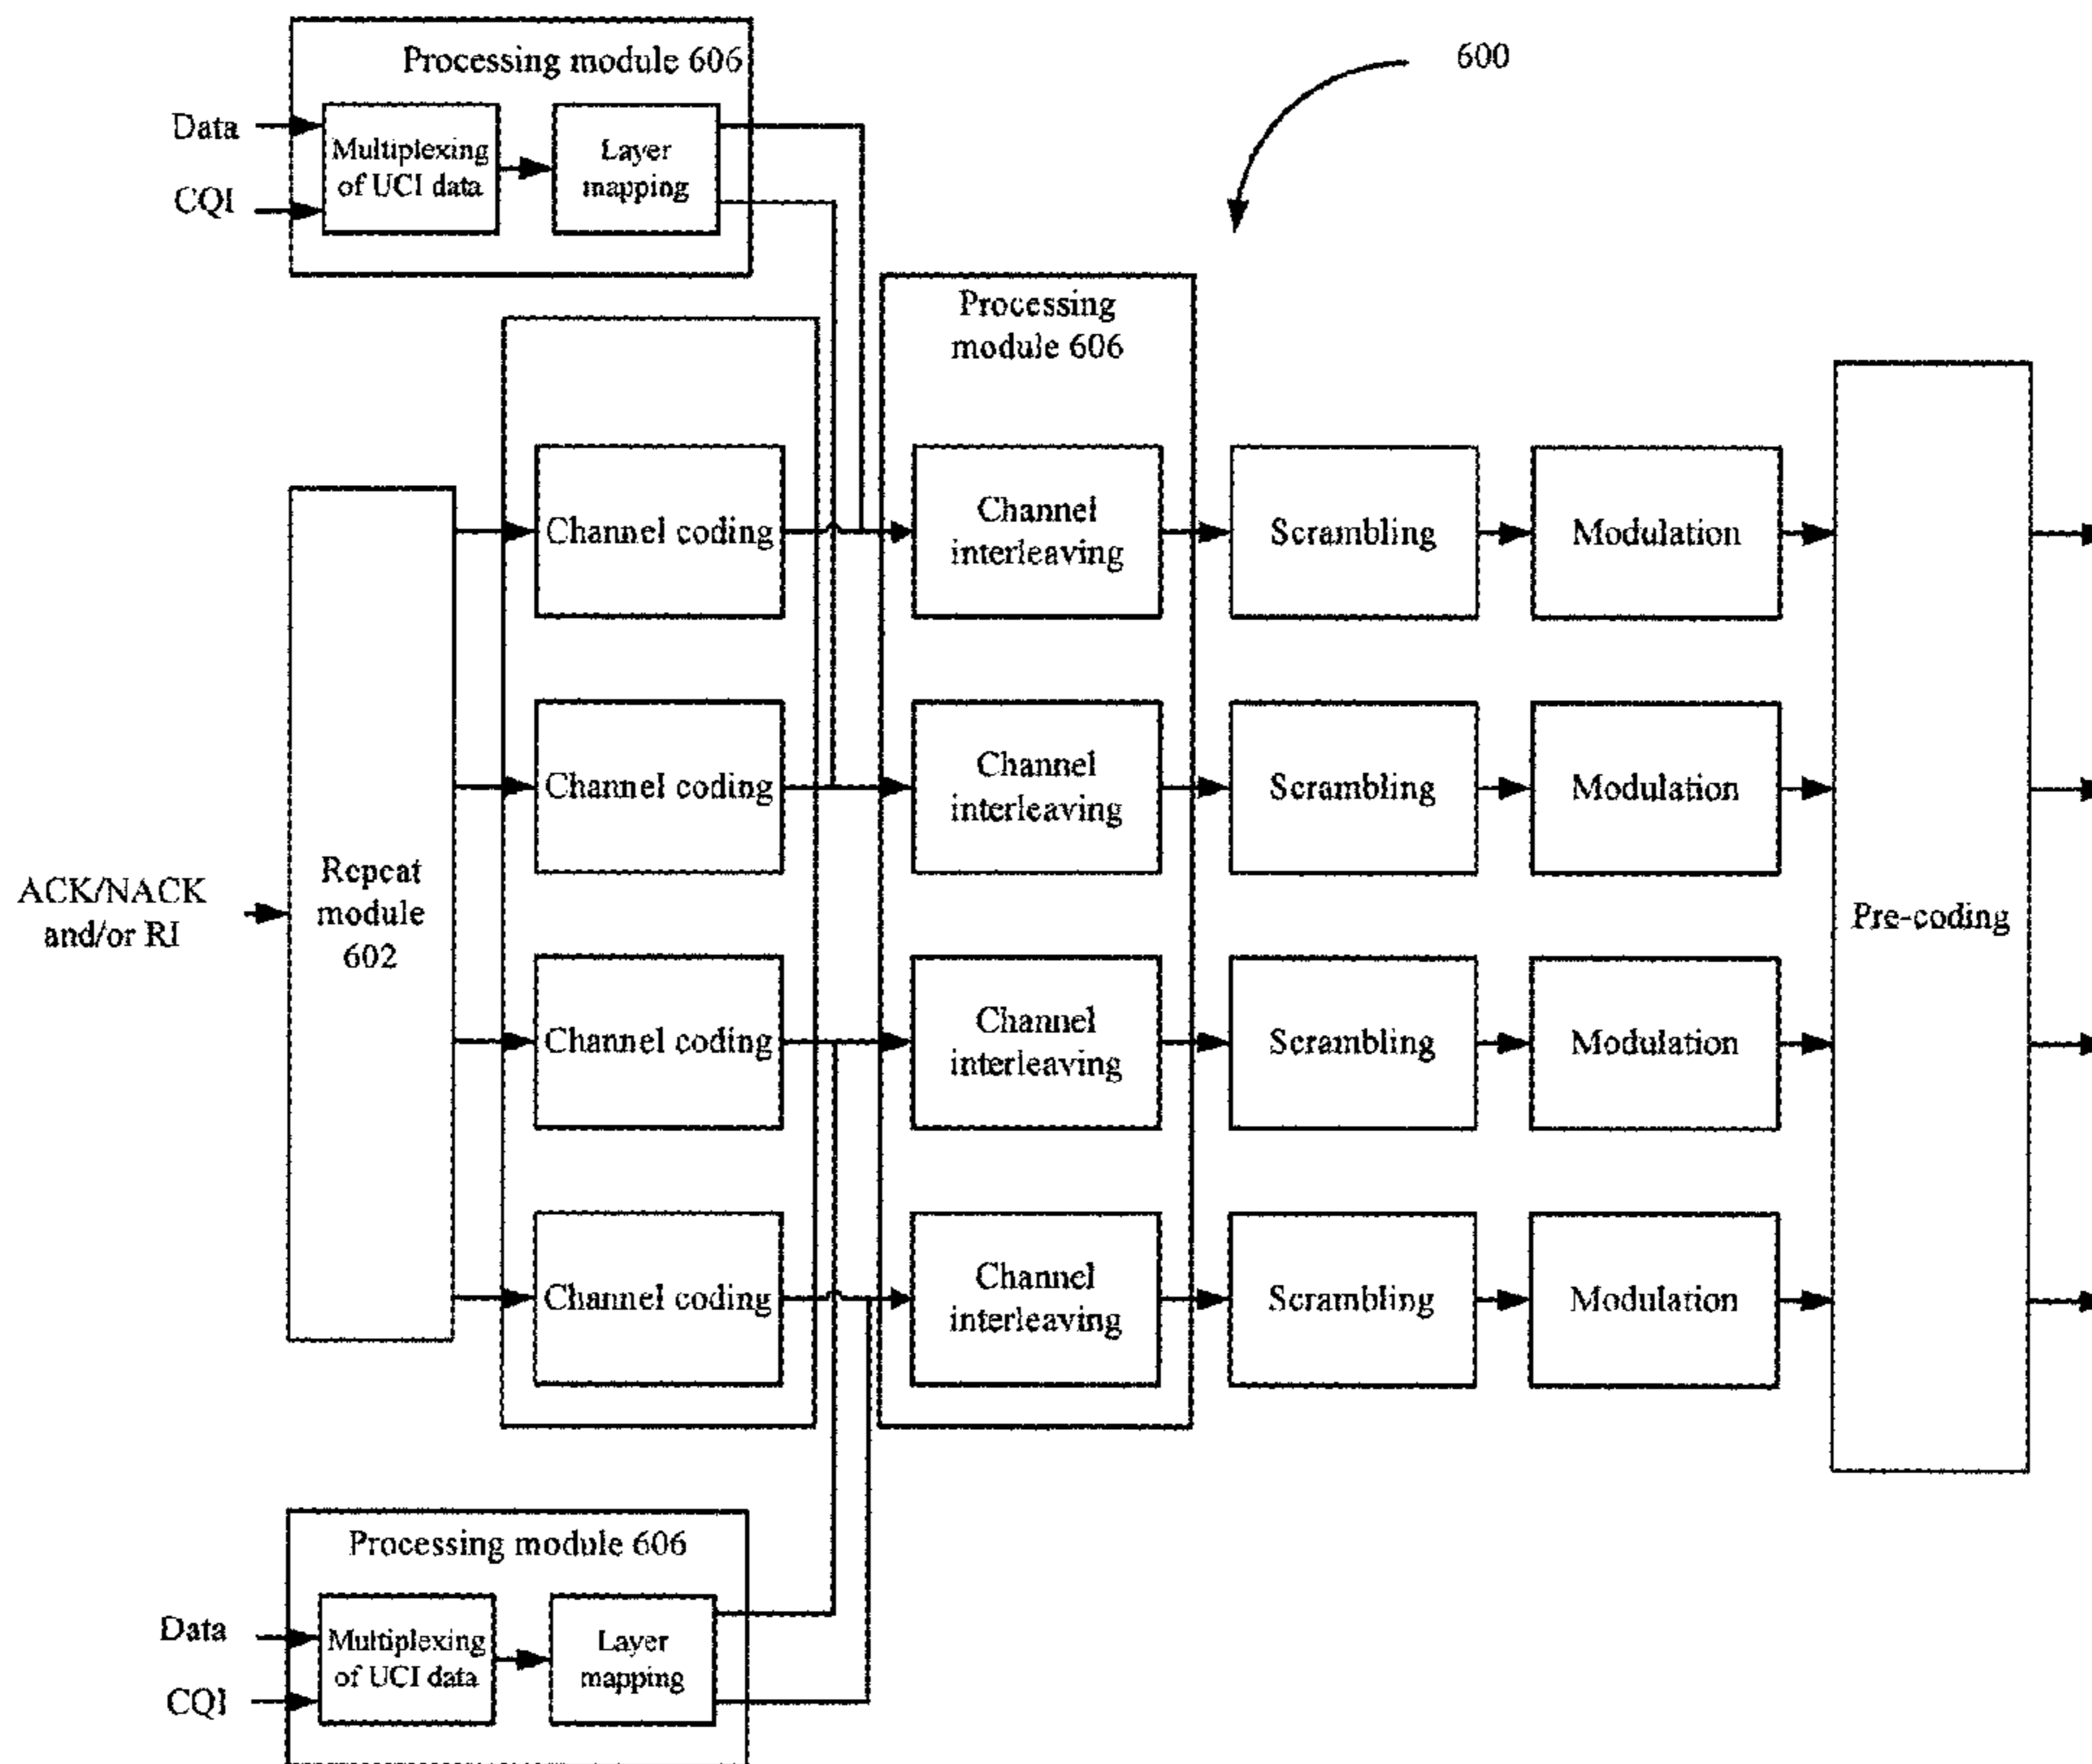 Processing module 606
600
Data
CQI
Multiplexing
of UCI data
Layer
mapping
Processing
module 606
Channel coding
Channel
interleaving
Scrambling
Modulation
Channel coding
Channel
interleaving
Scrambling
Modulation
ACK/NACK
and/or RI
Repeat
module
602
Pre-coding
Channel coding
Channel
interleaving
Scrambling
Modulation
Channel coding
Channel
interleaving
Scrambling
Modulation
Processing module 606
Data
CQI
Multiplexing
of UCI data
Layer
mapping